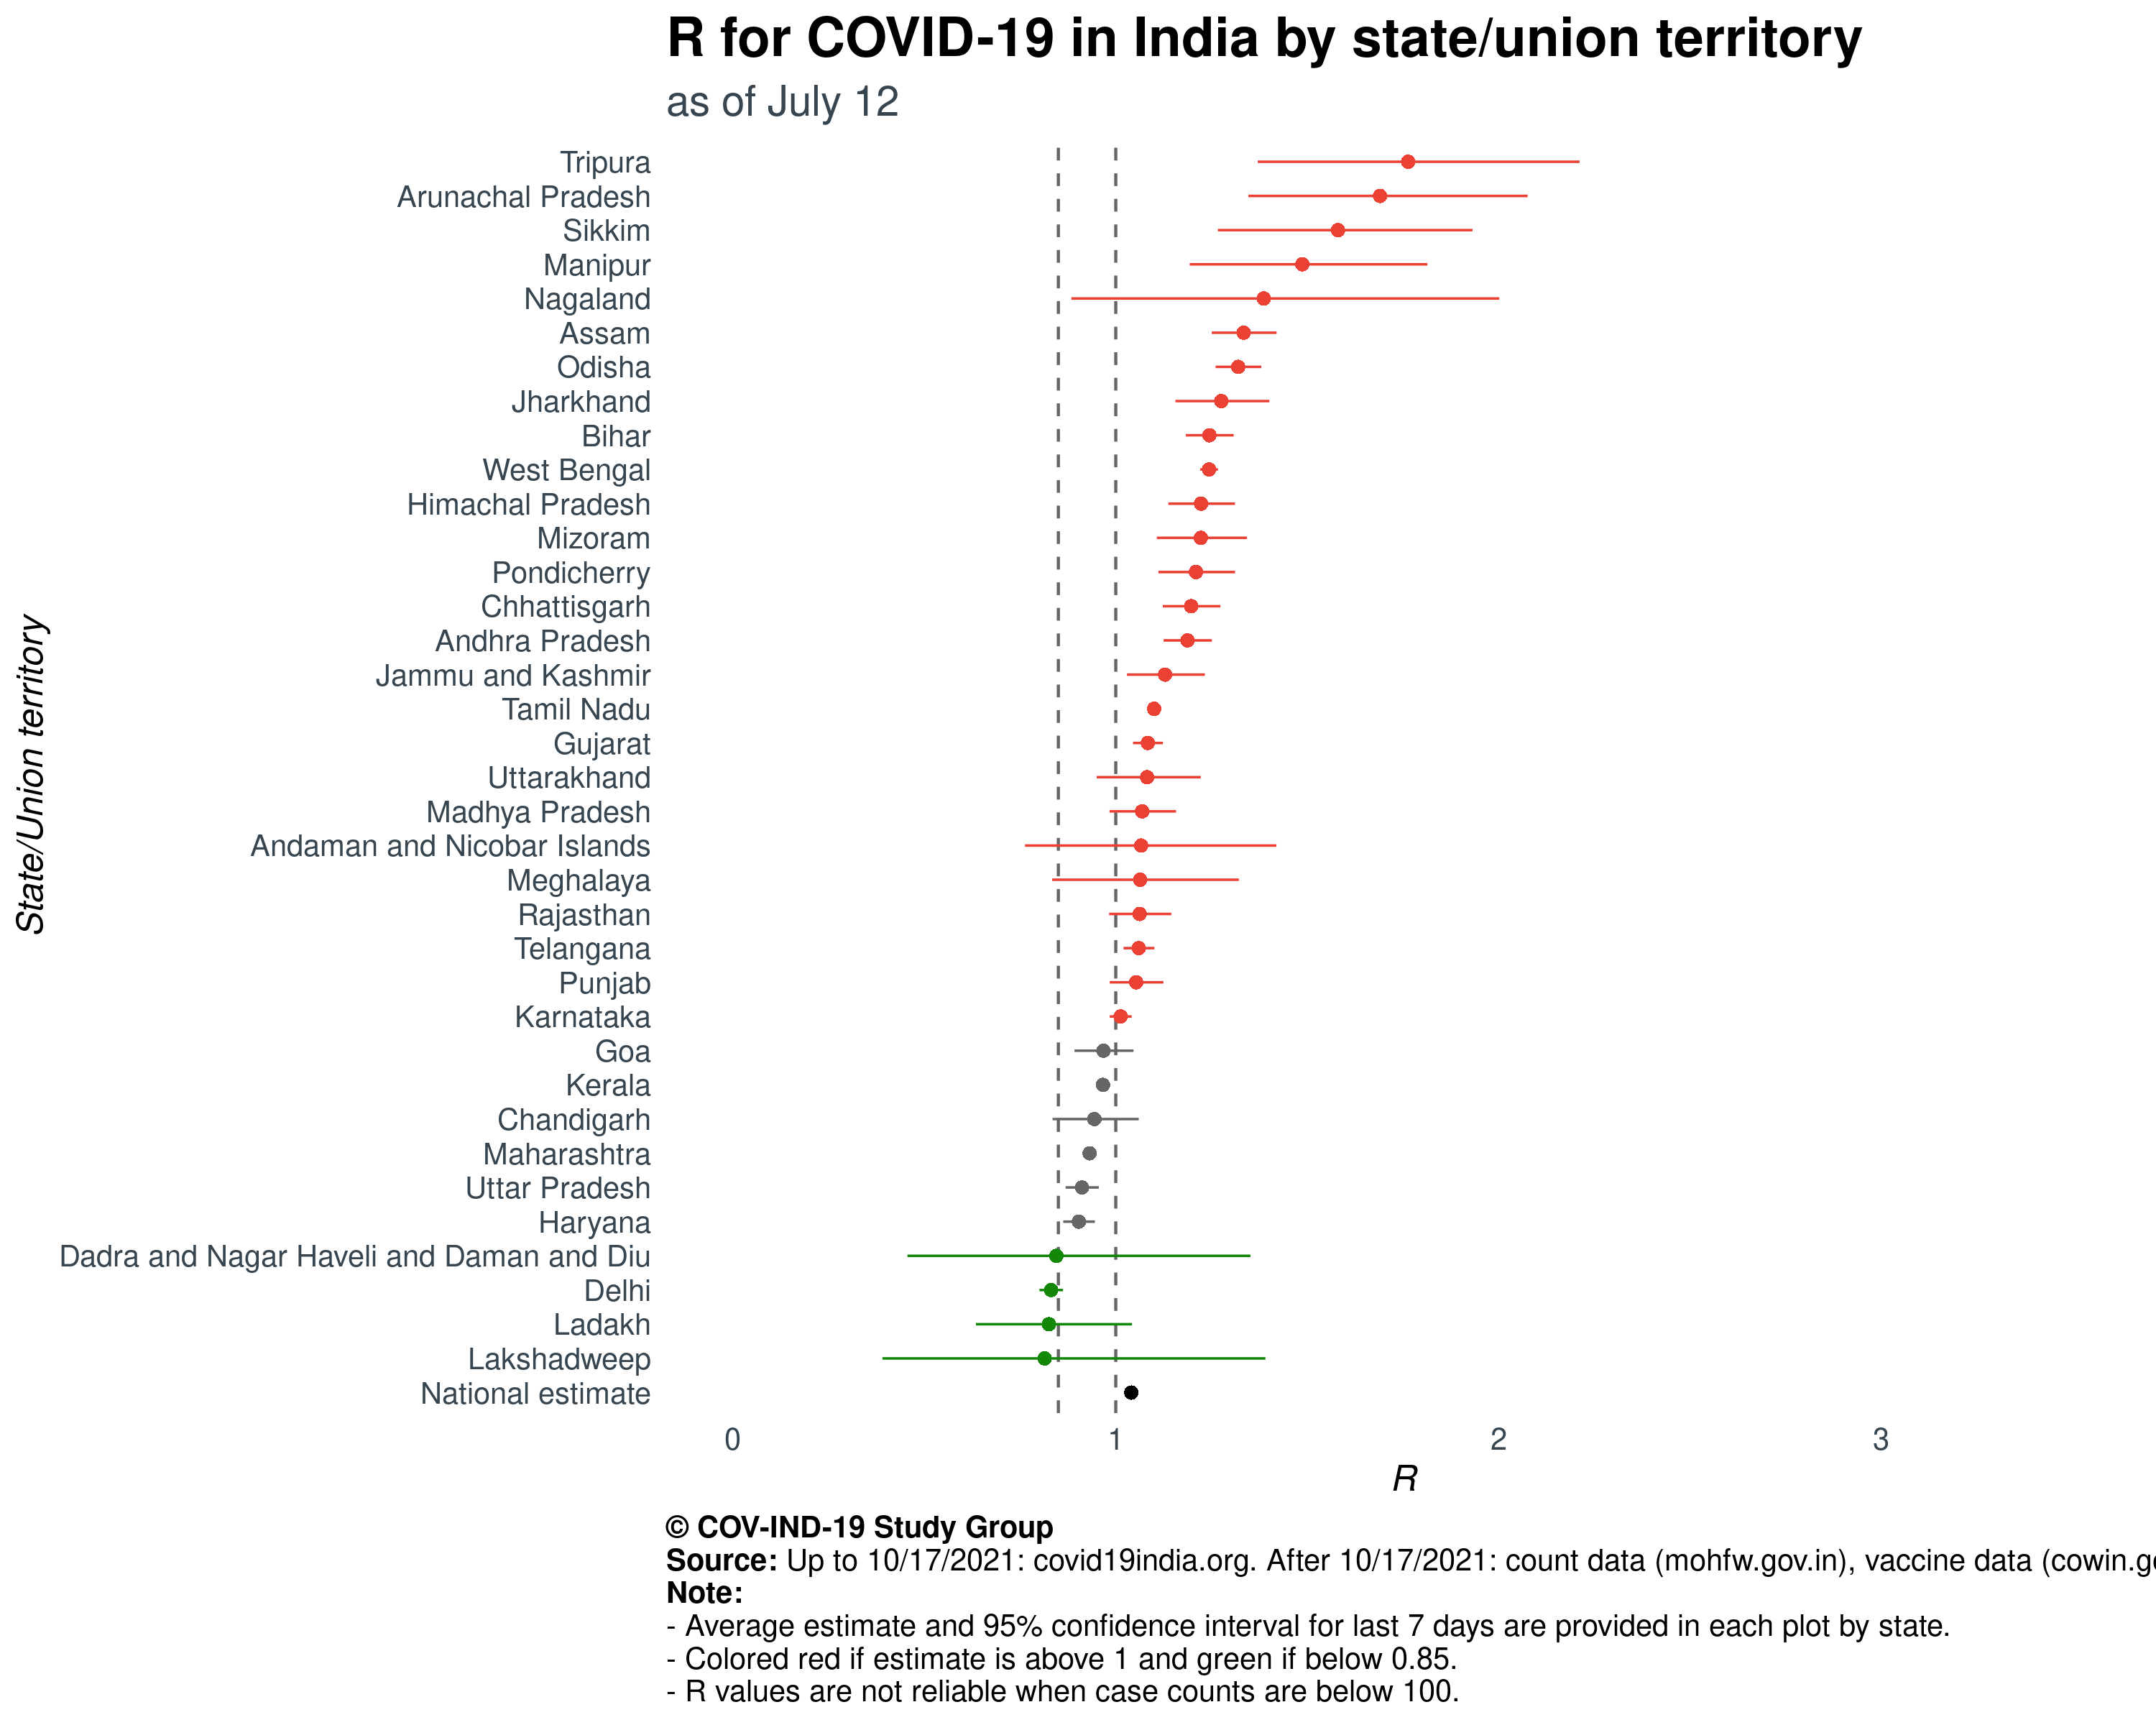 R for COVID-19 in India by state/union territory
as of July 12
State/Union territory
Tripura
Arunachal Pradesh
Sikkim
Manipur
Nagaland
Assam
Odisha
Jharkhand
Bihar
West Bengal
Himachal Pradesh
Mizoram
Pondicherry
Chhattisgarh
Andhra Pradesh
Jammu and Kashmir
Tamil Nadu
Gujarat
Uttarakhand
Madhya Pradesh
Andaman and Nicobar Islands
Meghalaya
Rajasthan
Telangana
Punjab
Karnataka
Goa
Kerala
Chandigarh
Maharashtra
Uttar Pradesh
Haryana
Dadra and Nagar Haveli and Daman and Diu
Delhi
Ladakh
Lakshadweep
National estimate
0 1 2 3
R
© COV-IND-19 Study Group
Source: Up to 10/17/2021: covid19india.org. After 10/17/2021: count data (mohfw.gov.in), vaccine data
Note:
- Average estimate and 95% confidence interval for last 7 days are provided in each plot by state.
- Colored red if estimate is above 1 and green if below 0.85.
- R values are not reliable when case counts are below 100.